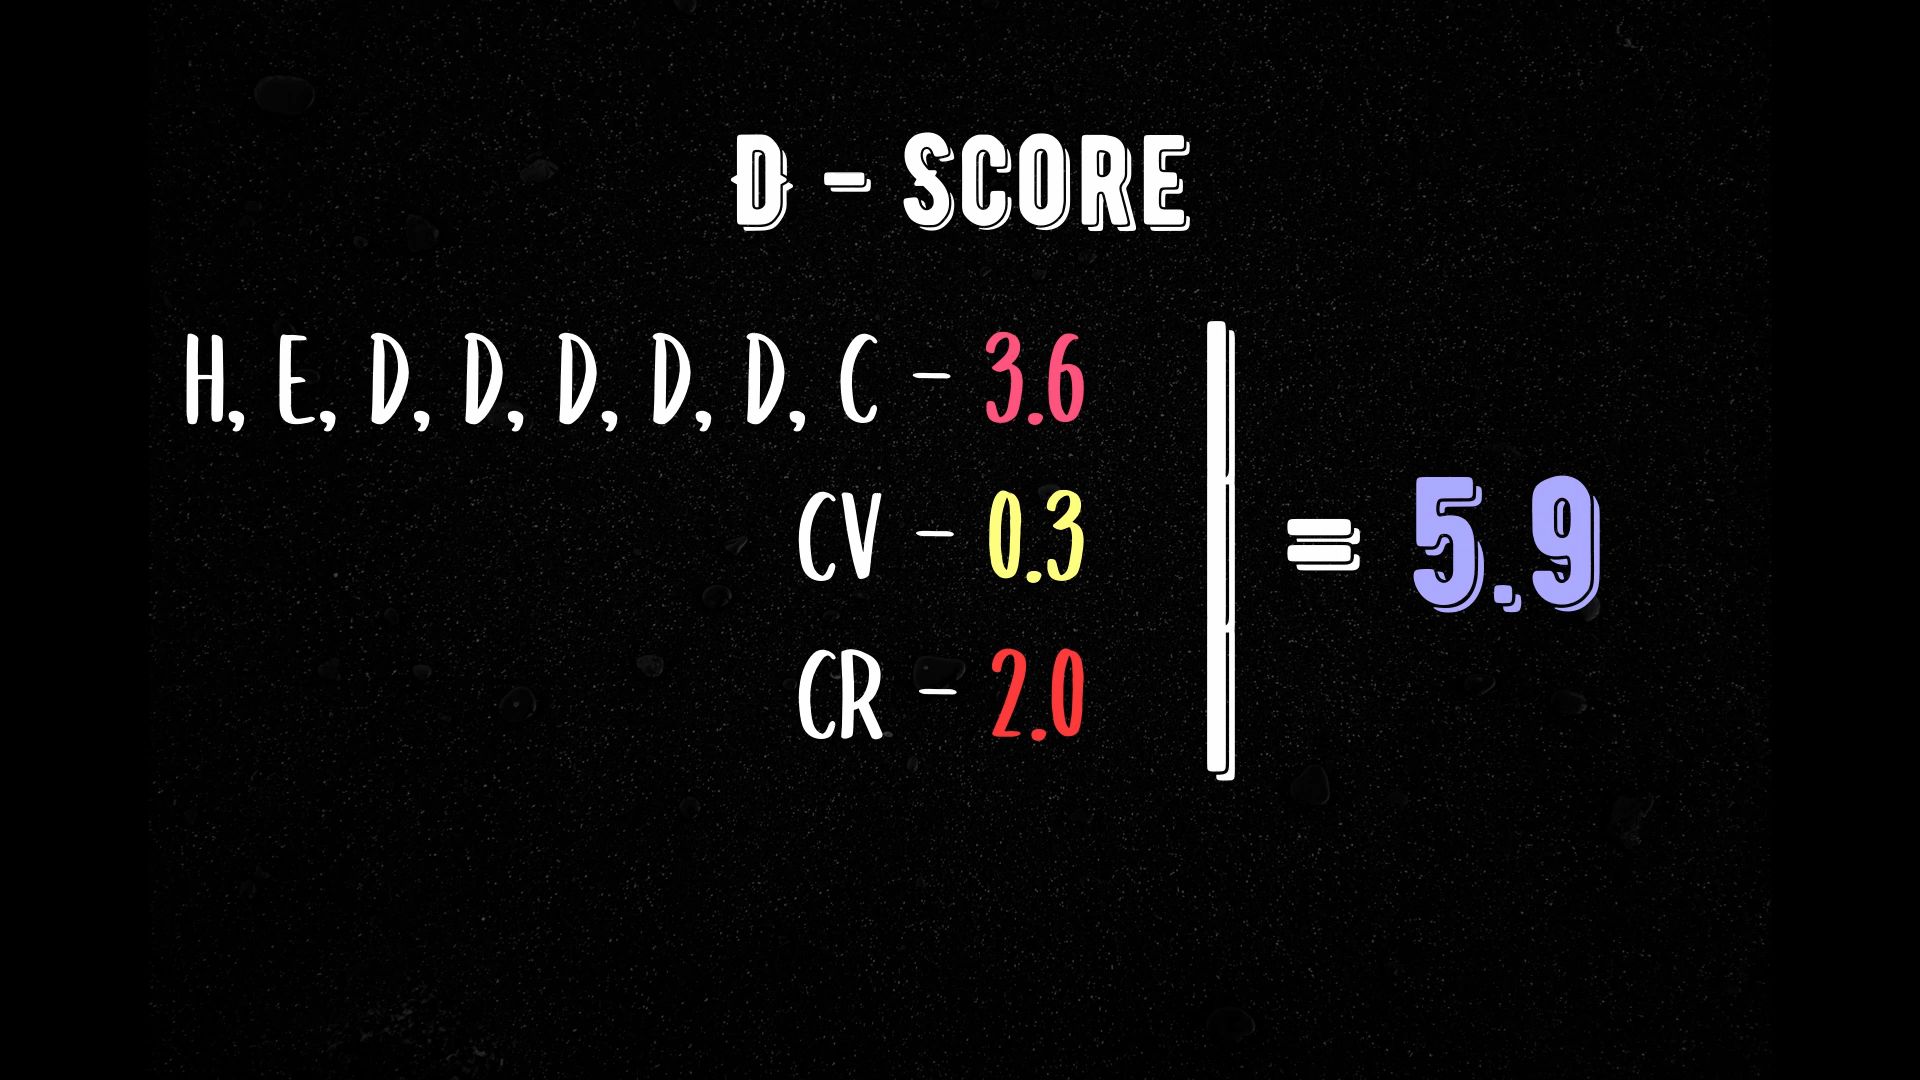 D - SCORE
H, E, D, D, D, D, D, C - 3.6
CV - 0.3
CR - 2.0
= 5.9